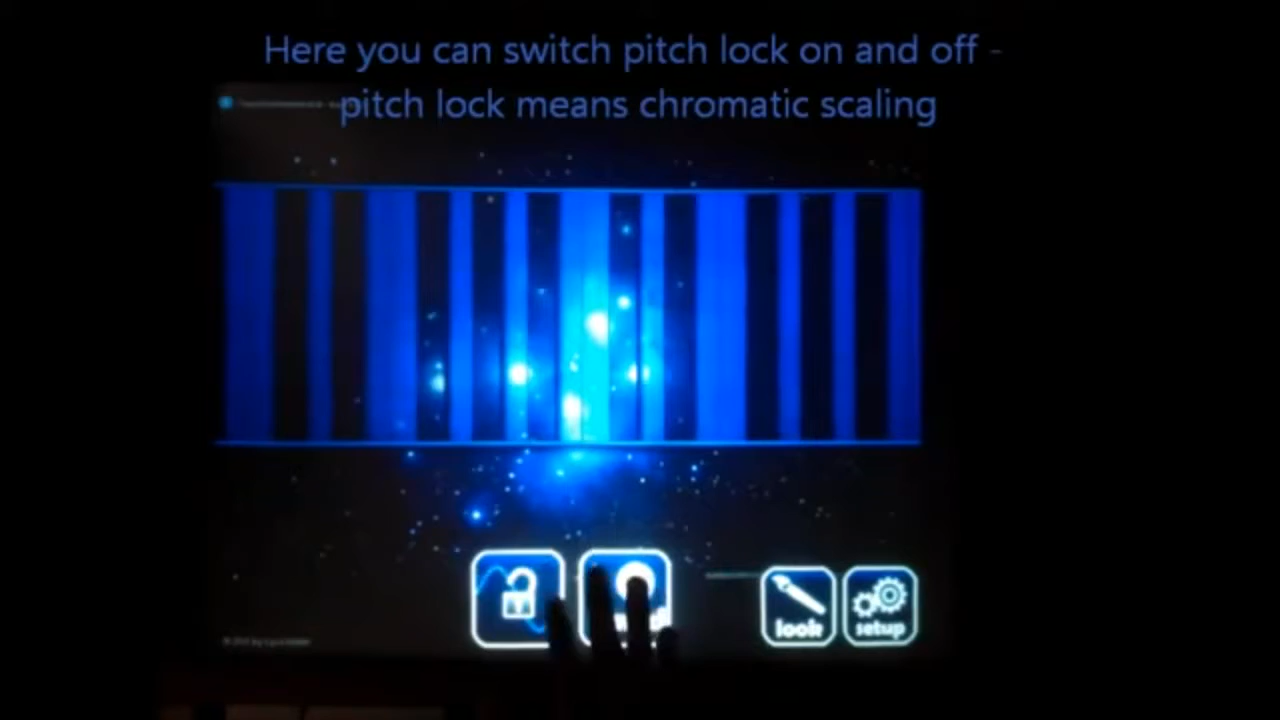 Here you can switch pitch lock on and off -
pitch lock means chromatic scaling
look
setup